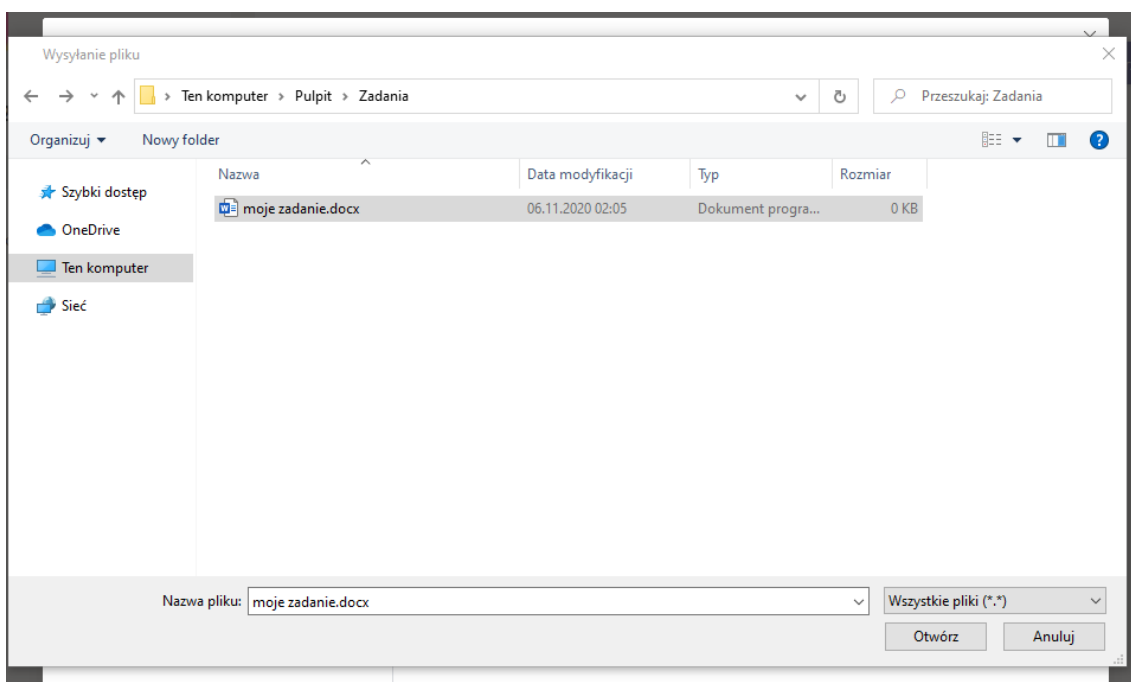 Wysyłanie pliku
Ten komputer › Pulpit › Zadania
Przeszukaj: Zadania
Organizuj
Nowy folder
Nazwa Data modyfikacji Typ Rozmiar
Szybki dostęp
moje zadanie.docx 06.11.2020 02:05 Dokument progra... 0 KB
OneDrive
Ten komputer
Sieć
Nazwa pliku: moje zadanie.docx Wszystkie pliki (*.*)
Otwórz Anuluj